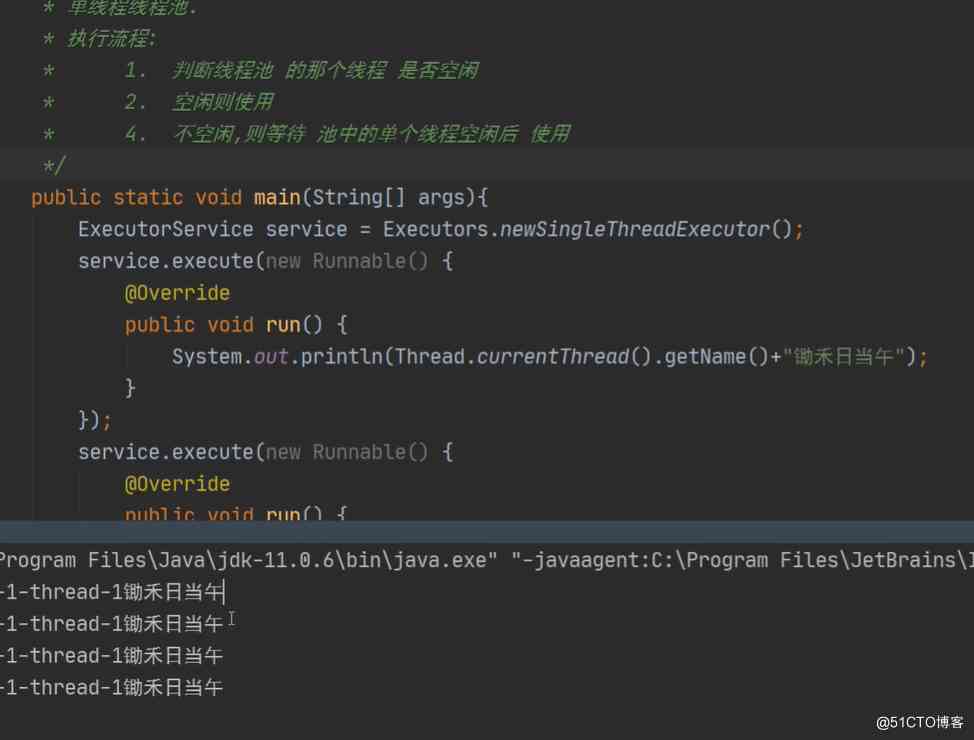 * 单线程线程池.
* 执行流程:
* 1. 判断线程池 的那个线程 是否空闲
* 2. 空闲则使用
* 4. 不空闲,则等待 池中的单个线程空闲后 使用
*/
public static void main(String[] args){
ExecutorService service = Executors.newSingleThreadExecutor();
service.execute(new Runnable() {
@Override
public void run() {
System.out.println(Thread.currentThread().getName()+"锄禾日当午");
}
});
service.execute(new Runnable() {
@Override
public void run() {
Program Files\Java\jdk-11.0.6\bin\java.exe" "-javaagent:C:\Program Files\JetBrains\
-1-thread-1锄禾日当午
-1-thread-1锄禾日当午
-1-thread-1锄禾日当午
-1-thread-1锄禾日当午
@51CTO博客